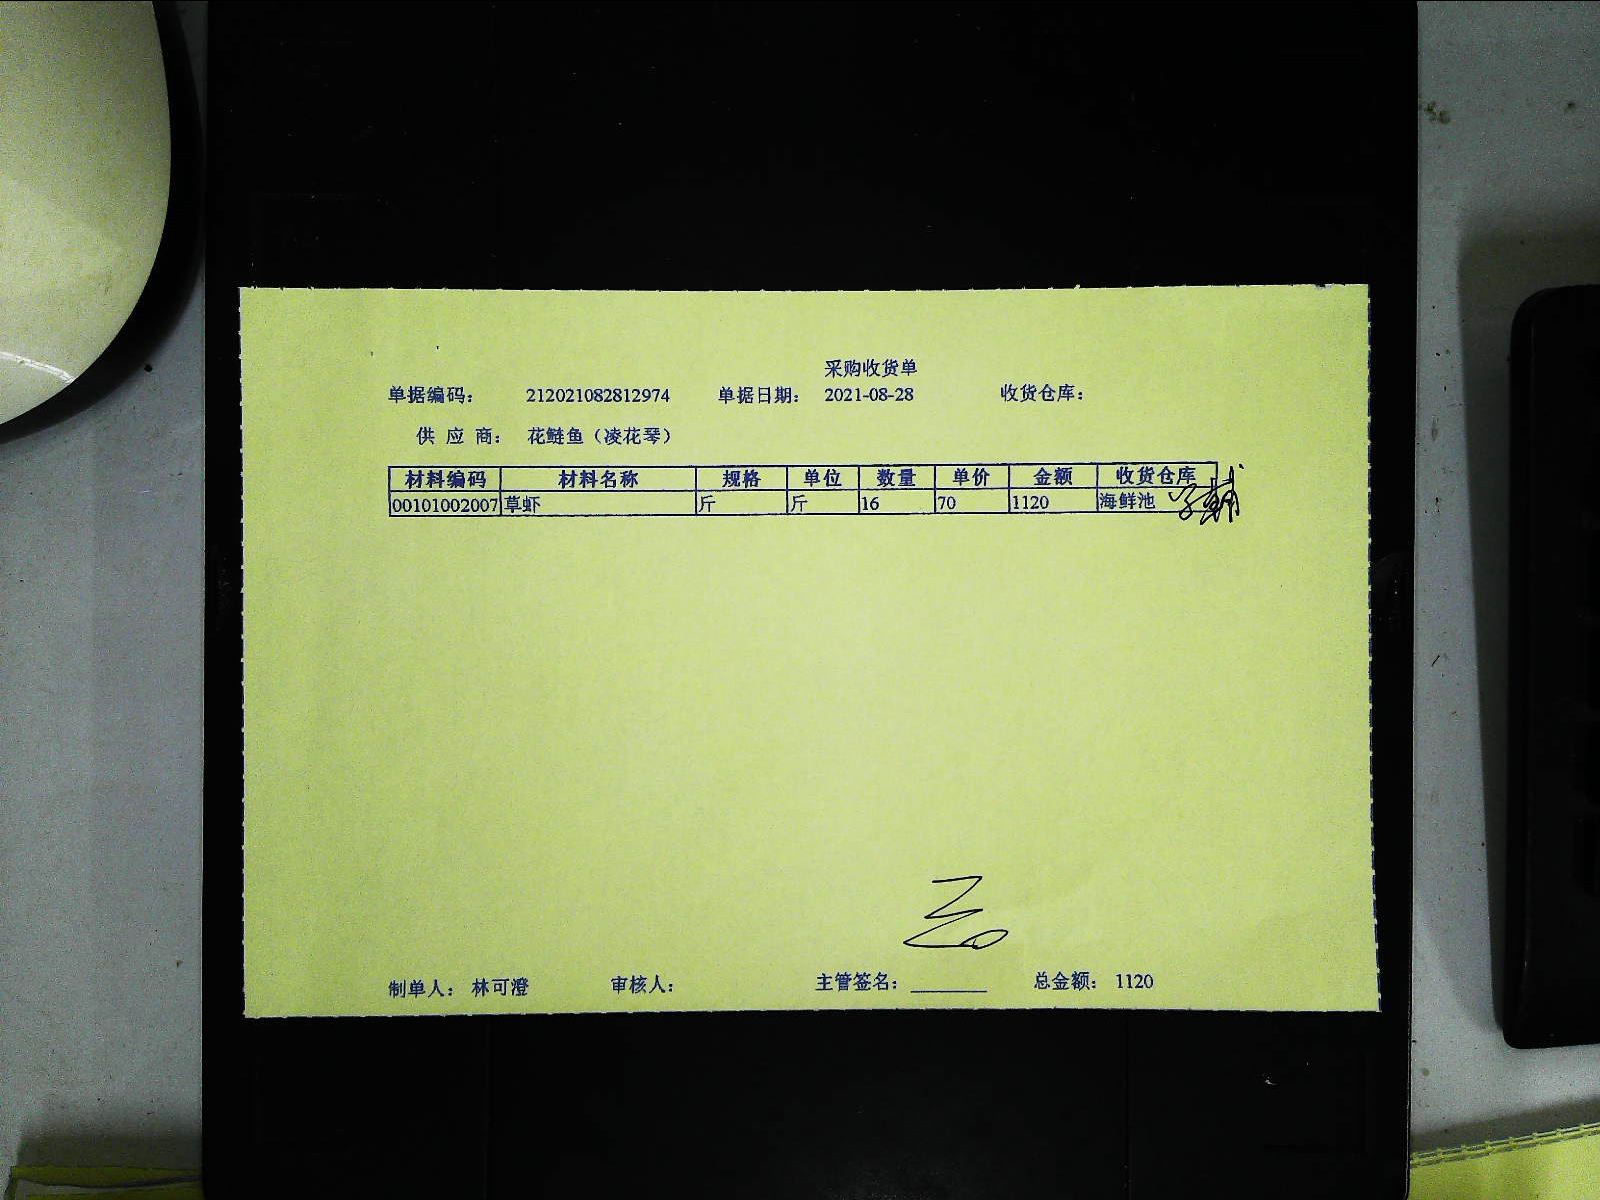 采购收货单
单据编码： 212021082812974 单据日期： 2021-08-28 收货仓库：
供 应 商： 花鲢鱼（凌花琴）
材料编码 材料名称 规格 单位 数量 单价 金额 收货仓库
00101002007 草虾 斤 斤 16 70 1120 海鲜池
制单人： 林可澄 审核人： 主管签名：________ 总金额： 1120